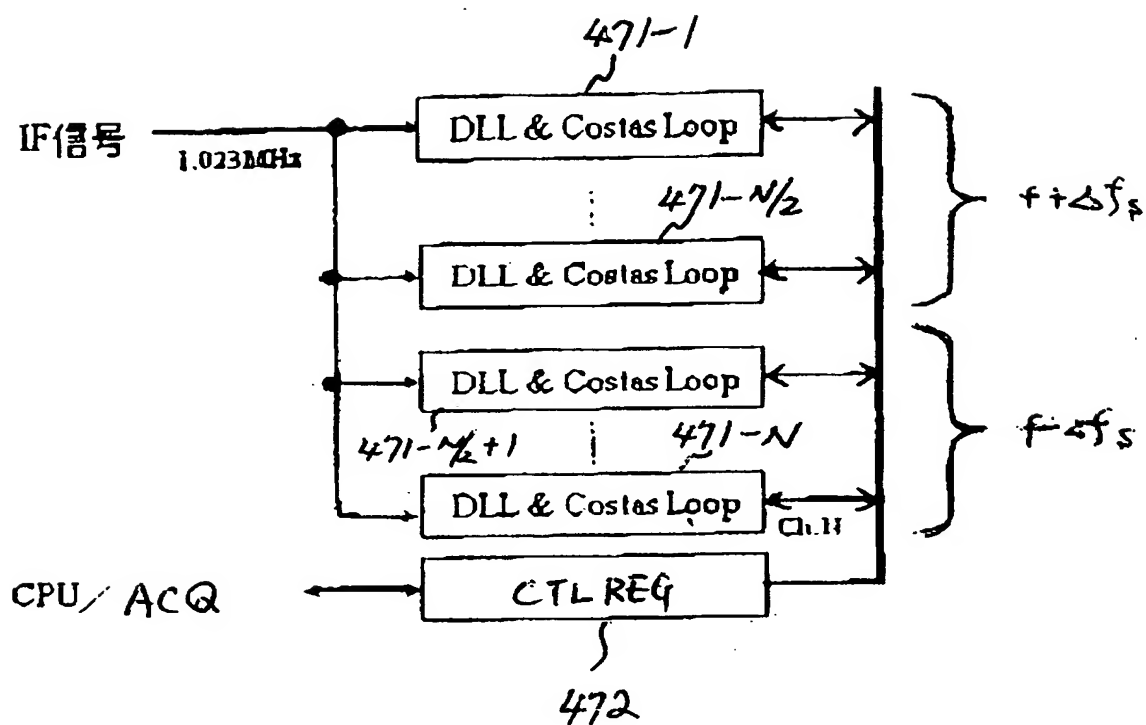 471-1
IF信号
1.023MHz
DLL & Costas Loop
471-N/2
DLL & Costas Loop
f+Δfs
DLL & Costas Loop
471-N/2+1
471-N
DLL & Costas Loop
f-Δfs
CPU/ACQ
CTL REG
472